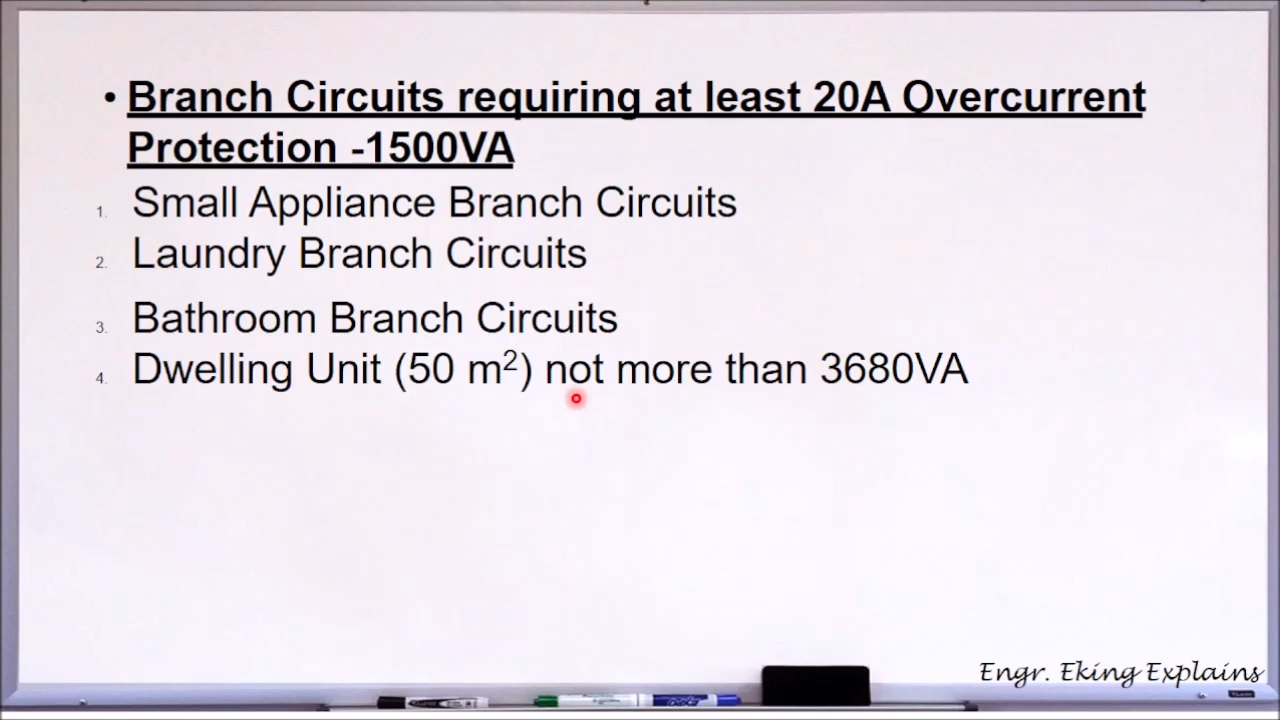 • Branch Circuits requiring at least 20A Overcurrent
Protection -1500VA
1. Small Appliance Branch Circuits
2. Laundry Branch Circuits
3. Bathroom Branch Circuits
4. Dwelling Unit (50 m²) not more than 3680VA
Engr. Eking Explains